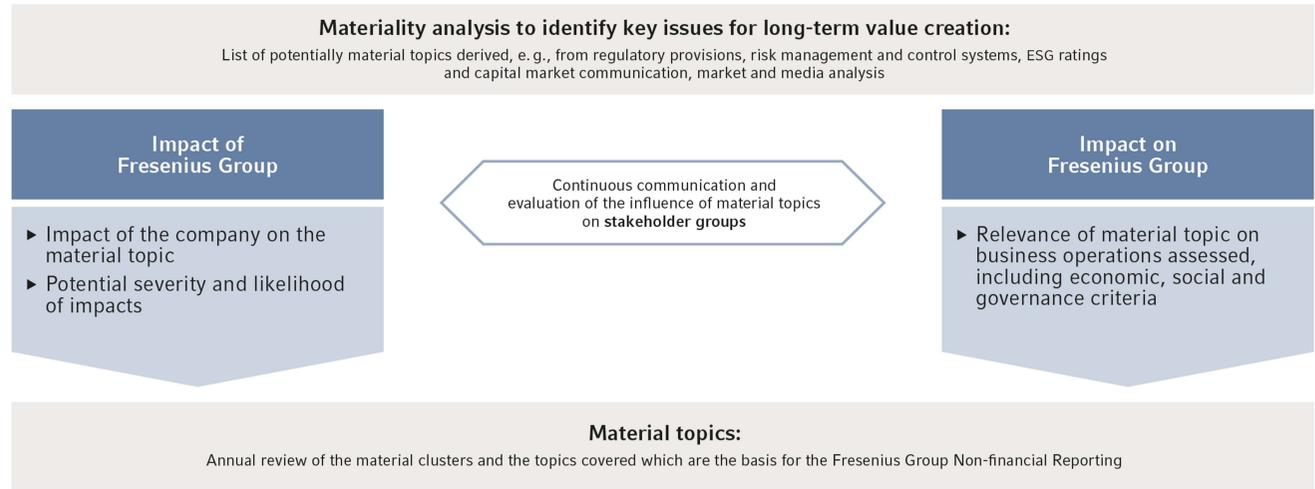 Materiality analysis to identify key issues for long-term value creation:
List of potentially material topics derived, e. g., from regulatory provisions, risk management and control systems, ESG ratings
and capital market communication, market and media analysis
Impact of
Fresenius Group
▶ Impact of the company on the
material topic
▶ Potential severity and likelihood
of impacts
Continuous communication and
evaluation of the influence of material topics
on stakeholder groups
Impact on
Fresenius Group
▶ Relevance of material topic on
business operations assessed,
including economic, social and
governance criteria
Material topics:
Annual review of the material clusters and the topics covered which are the basis for the Fresenius Group Non-financial Reporting